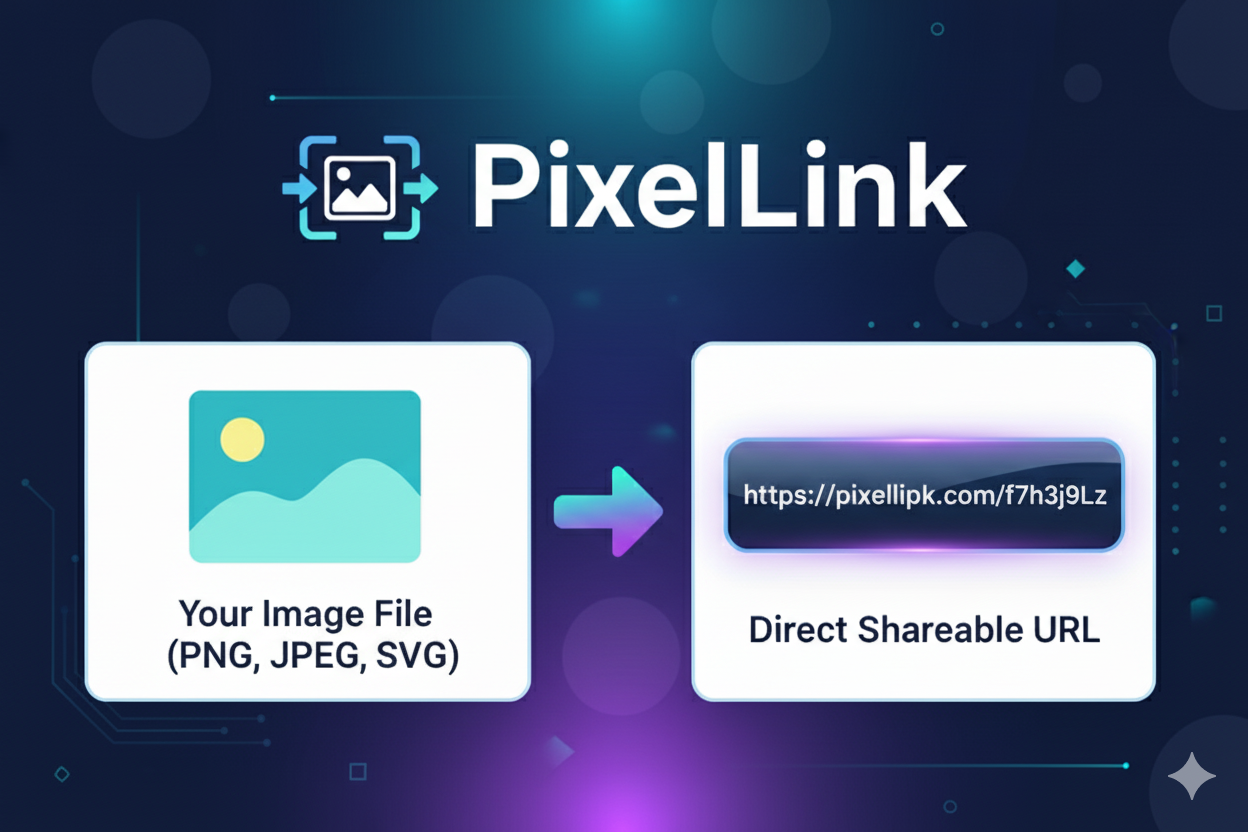 PixelLink
Your Image File
(PNG, JPEG, SVG)
https://pixellipk.com/f7h3j9Lz
Direct Shareable URL